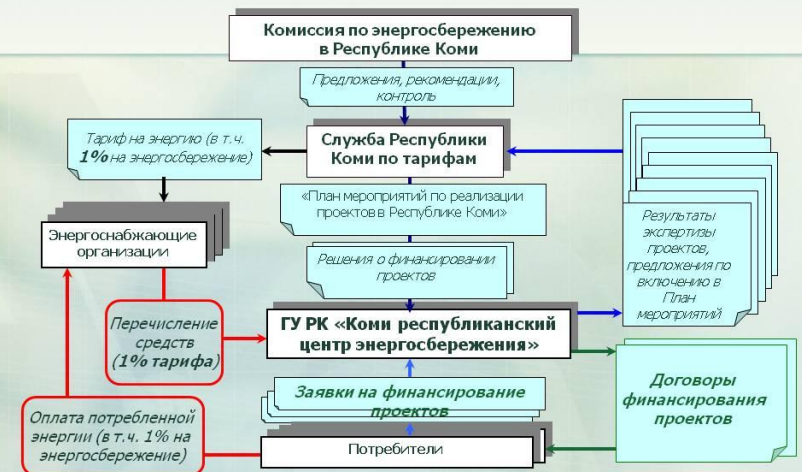 Комиссия по энергосбережению
в Республике Коми
Предложения, рекомендации,
контроль
Тариф на энергию (в т.ч.
1% на энергосбережение)
Служба Республики
Коми по тарифам
«План мероприятий по реализации
проектов в Республике Коми»
Энергоснабжающие
организации
Решения о финансировании
проектов
Результаты
экспертизы
проектов,
предложения по
включению в
План
мероприятий
Перечисление
средств
(1% тарифа)
ГУ РК «Коми республиканский
центр энергосбережения»
Заявки на финансирование
проектов
Договоры
финансирования
проектов
Оплата потребленной
энергии (в т.ч. 1% на
энергосбережение)
Потребители